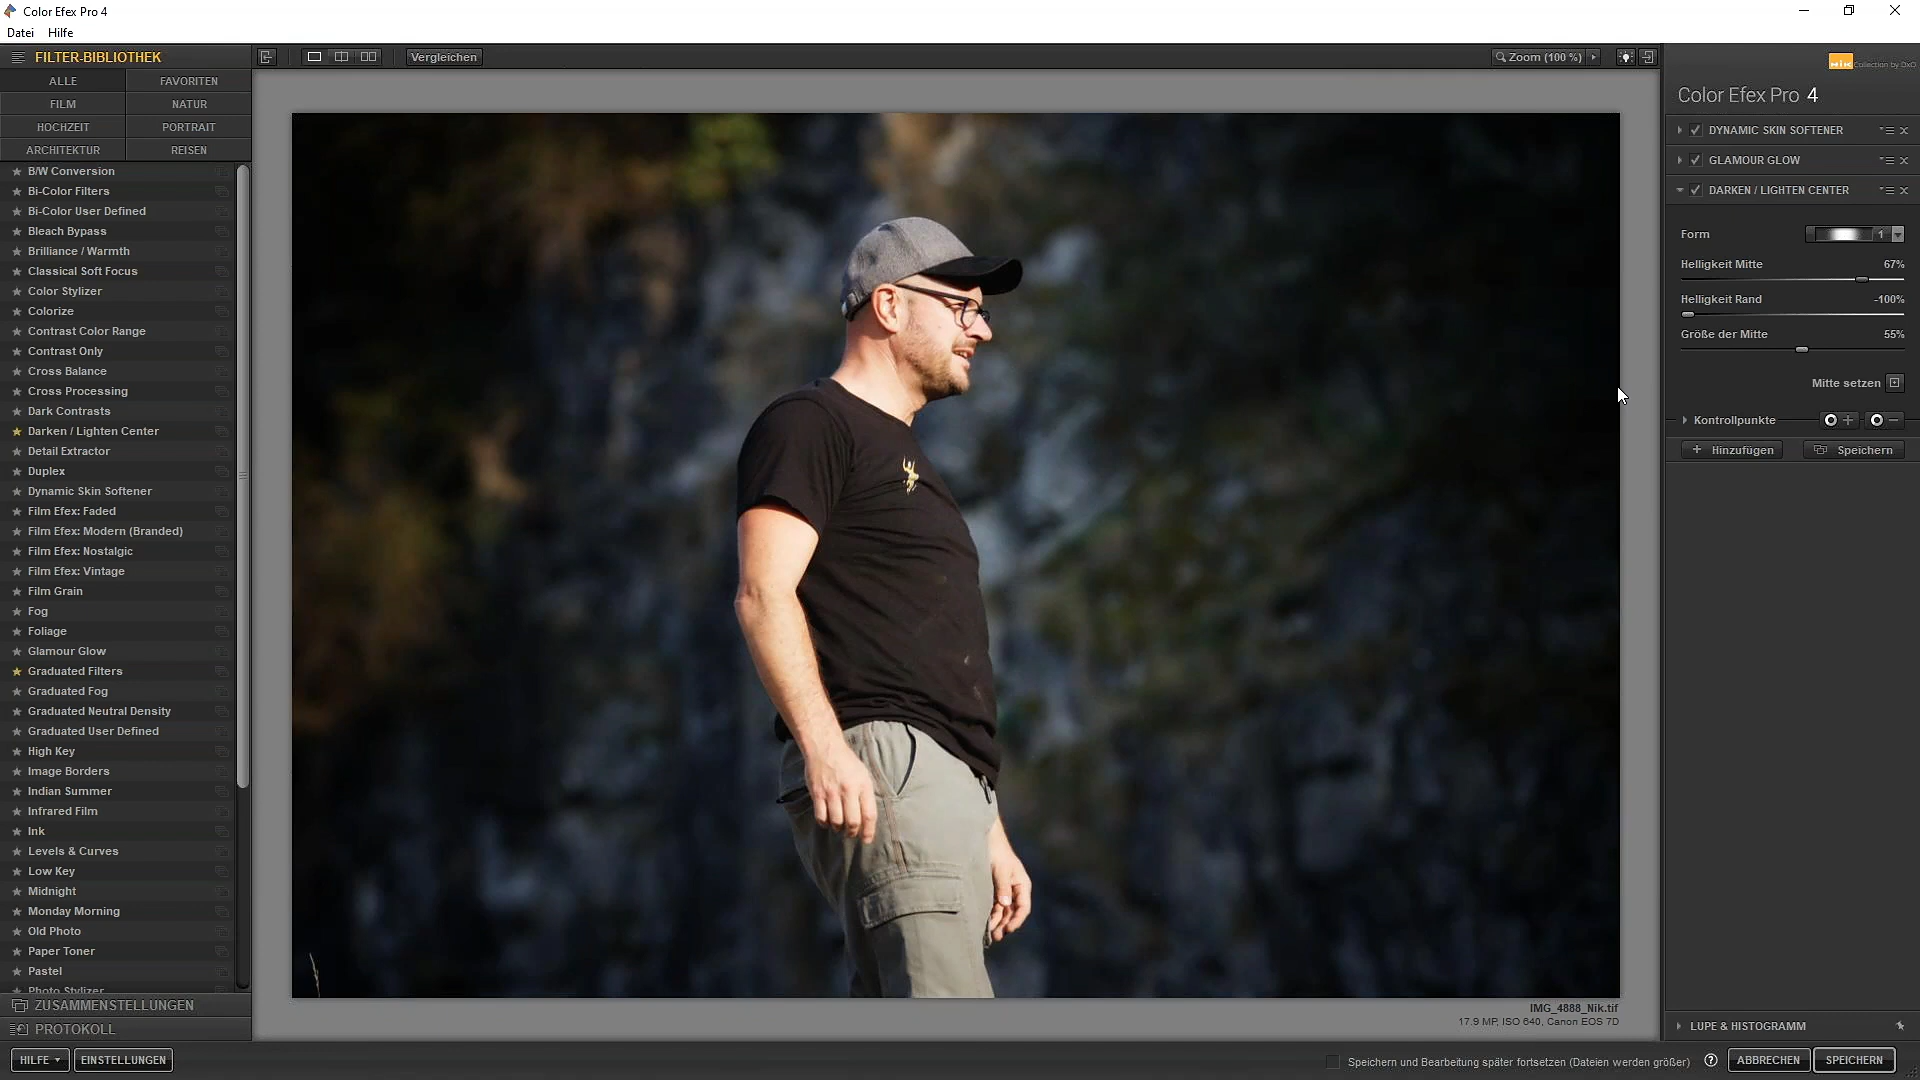 Color Efex Pro 4
Datei Hilfe
FILTER-BIBLIOTHEK
Vergleichen
Zoom (100 %)
ALLE FAVORITEN
FILM NATUR
HOCHZEIT PORTRAIT
ARCHITEKTUR REISEN
B/W Conversion
Bi-Color Filters
Bi-Color User Defined
Bleach Bypass
Brilliance / Warmth
Classical Soft Focus
Color Stylizer
Colorize
Contrast Color Range
Contrast Only
Cross Balance
Cross Processing
Dark Contrasts
Darken / Lighten Center
Detail Extractor
Duplex
Dynamic Skin Softener
Film Efex: Faded
Film Efex: Modern (Branded)
Film Efex: Nostalgic
Film Efex: Vintage
Film Grain
Fog
Foliage
Glamour Glow
Graduated Filters
Graduated Fog
Graduated Neutral Density
Graduated User Defined
High Key
Image Borders
Indian Summer
Infrared Film
Ink
Levels & Curves
Low Key
Midnight
Monday Morning
Old Photo
Paper Toner
Pastel
Photo Stylizer
ZUSAMMENSTELLUNGEN
PROTOKOLL
HILFE EINSTELLUNGEN
IMG_4888_Nik.tif
17.9 MP, ISO 640, Canon EOS 7D
Nik Collection by DxO
Color Efex Pro 4
DYNAMIC SKIN SOFTENER
GLAMOUR GLOW
DARKEN / LIGHTEN CENTER
Form 1
Helligkeit Mitte 67%
Helligkeit Rand -100%
Größe der Mitte 55%
Mitte setzen
Kontrollpunkte
Hinzufügen Speichern
LUPE & HISTOGRAMM
Speichern und Bearbeitung später fortsetzen (Dateien werden größer) ABBRECHEN SPEICHERN